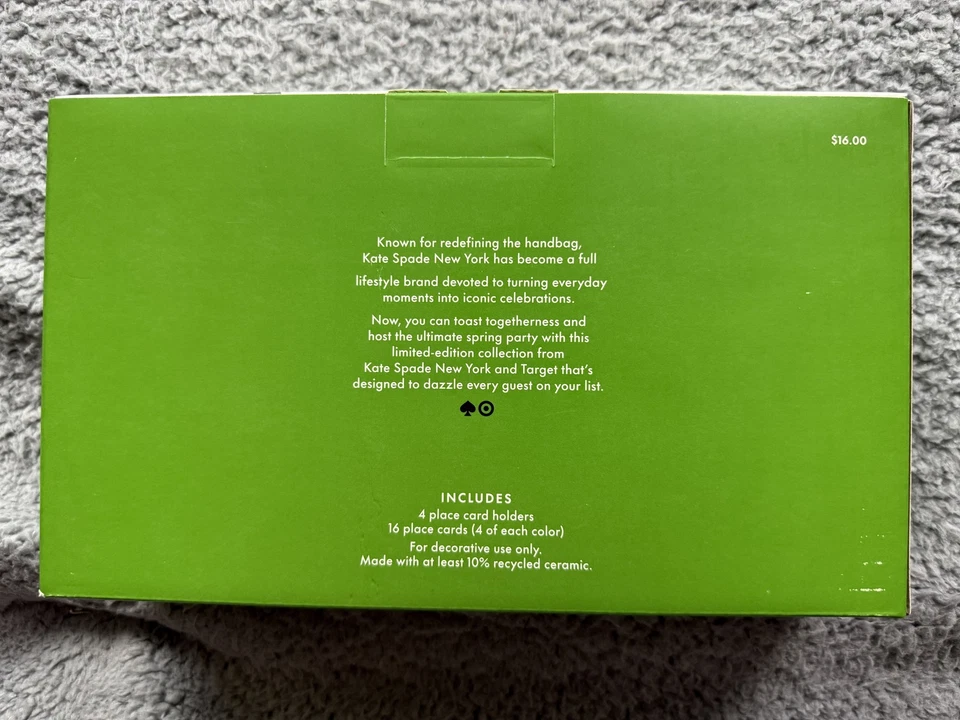 $16.00
Known for redefining the handbag,
Kate Spade New York has become a full
lifestyle brand devoted to turning everyday
moments into iconic celebrations.
Now, you can toast togetherness and
host the ultimate spring party with this
limited-edition collection from
Kate Spade New York and Target that's
designed to dazzle every guest on your list.
INCLUDES
4 place card holders
16 place cards (4 of each color)
For decorative use only.
Made with at least 10% recycled ceramic.